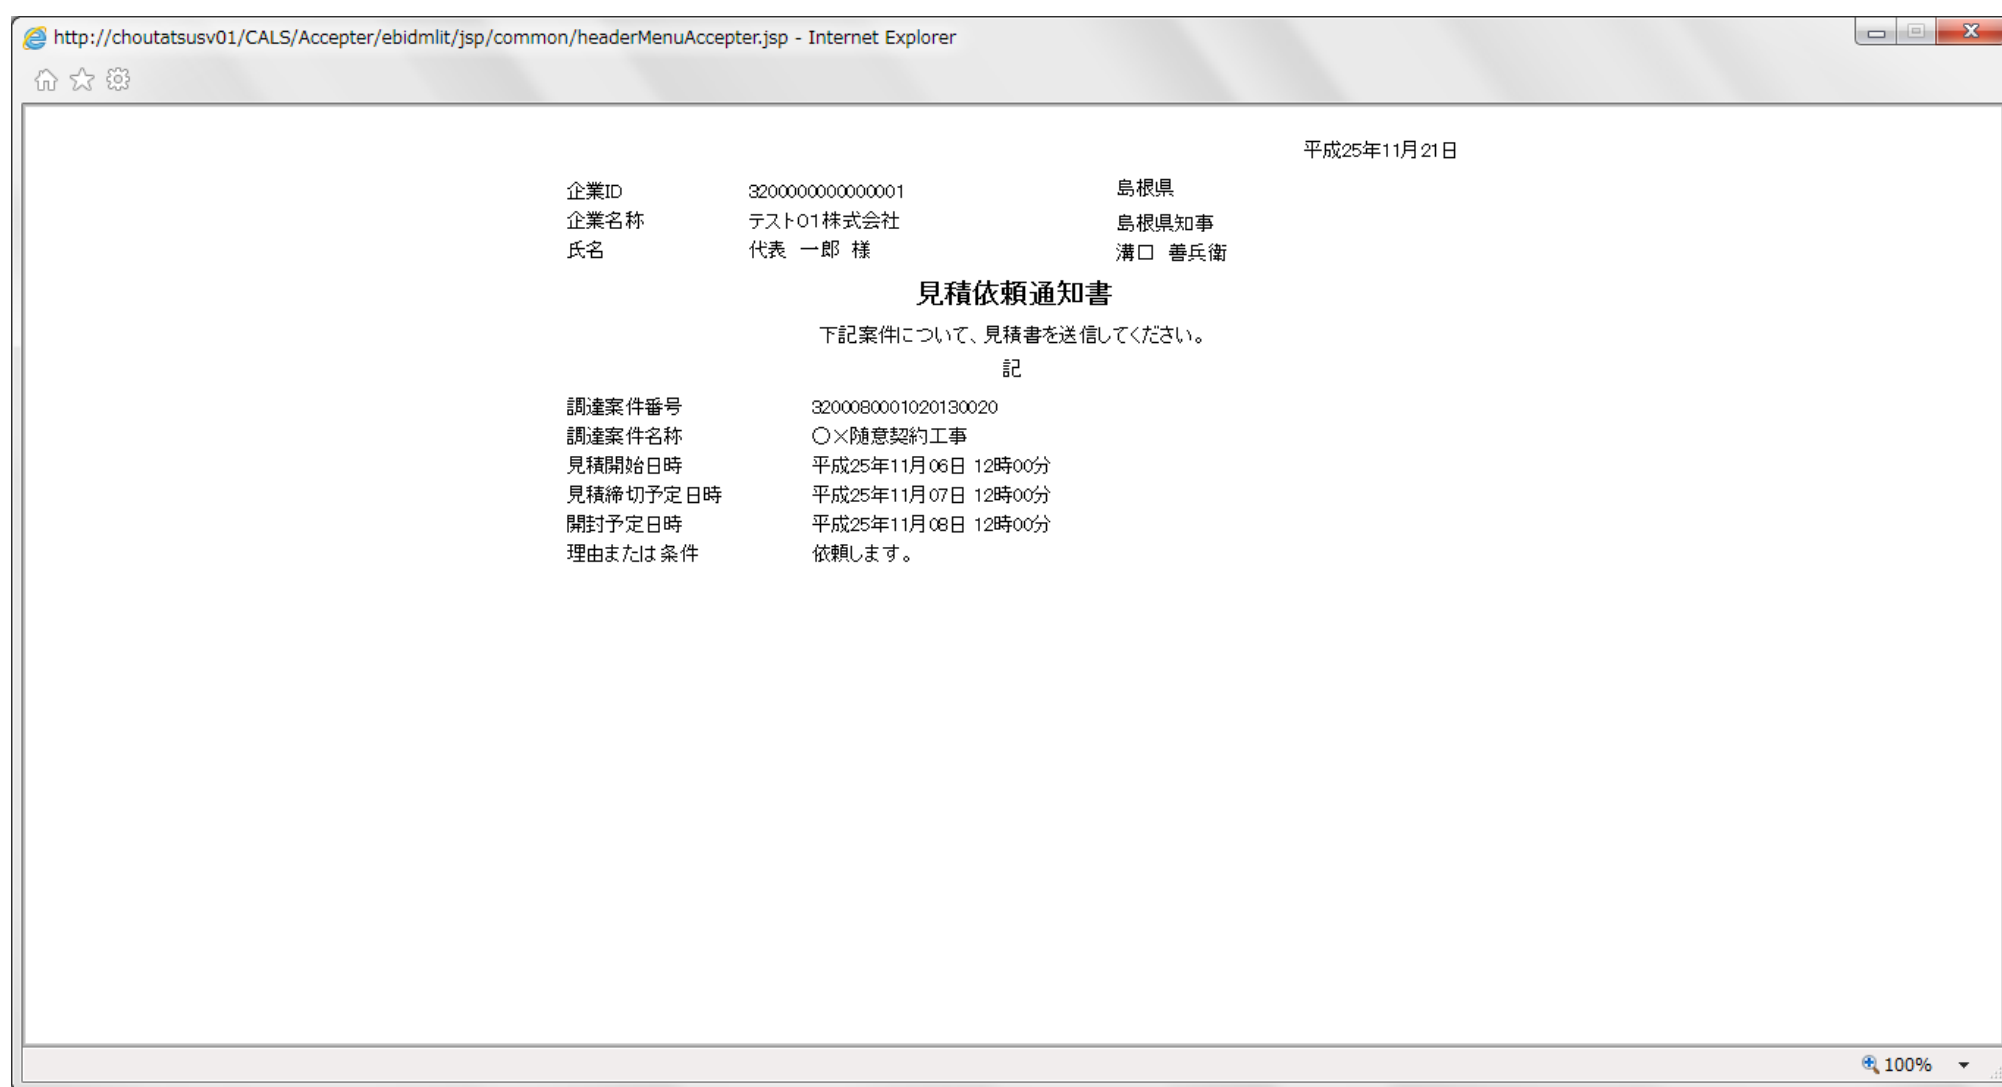 http://choutatsusv01/CALS/Accepter/ebidmlit/jsp/common/headerMenuAccepter.jsp - Internet Explorer
平成25年11月21日
企業ID 3200000000000001 島根県
企業名称 テスト01株式会社 島根県知事
氏名 代表 一郎 様 溝口 善兵衛
見積依頼通知書
下記案件について、見積書を送信してください。
記
調達案件番号 3200080001020130020
調達案件名称 〇×随意契約工事
見積開始日時 平成25年11月06日 12時00分
見積締切予定日時 平成25年11月07日 12時00分
開封予定日時 平成25年11月08日 12時00分
理由または条件 依頼します。
100%